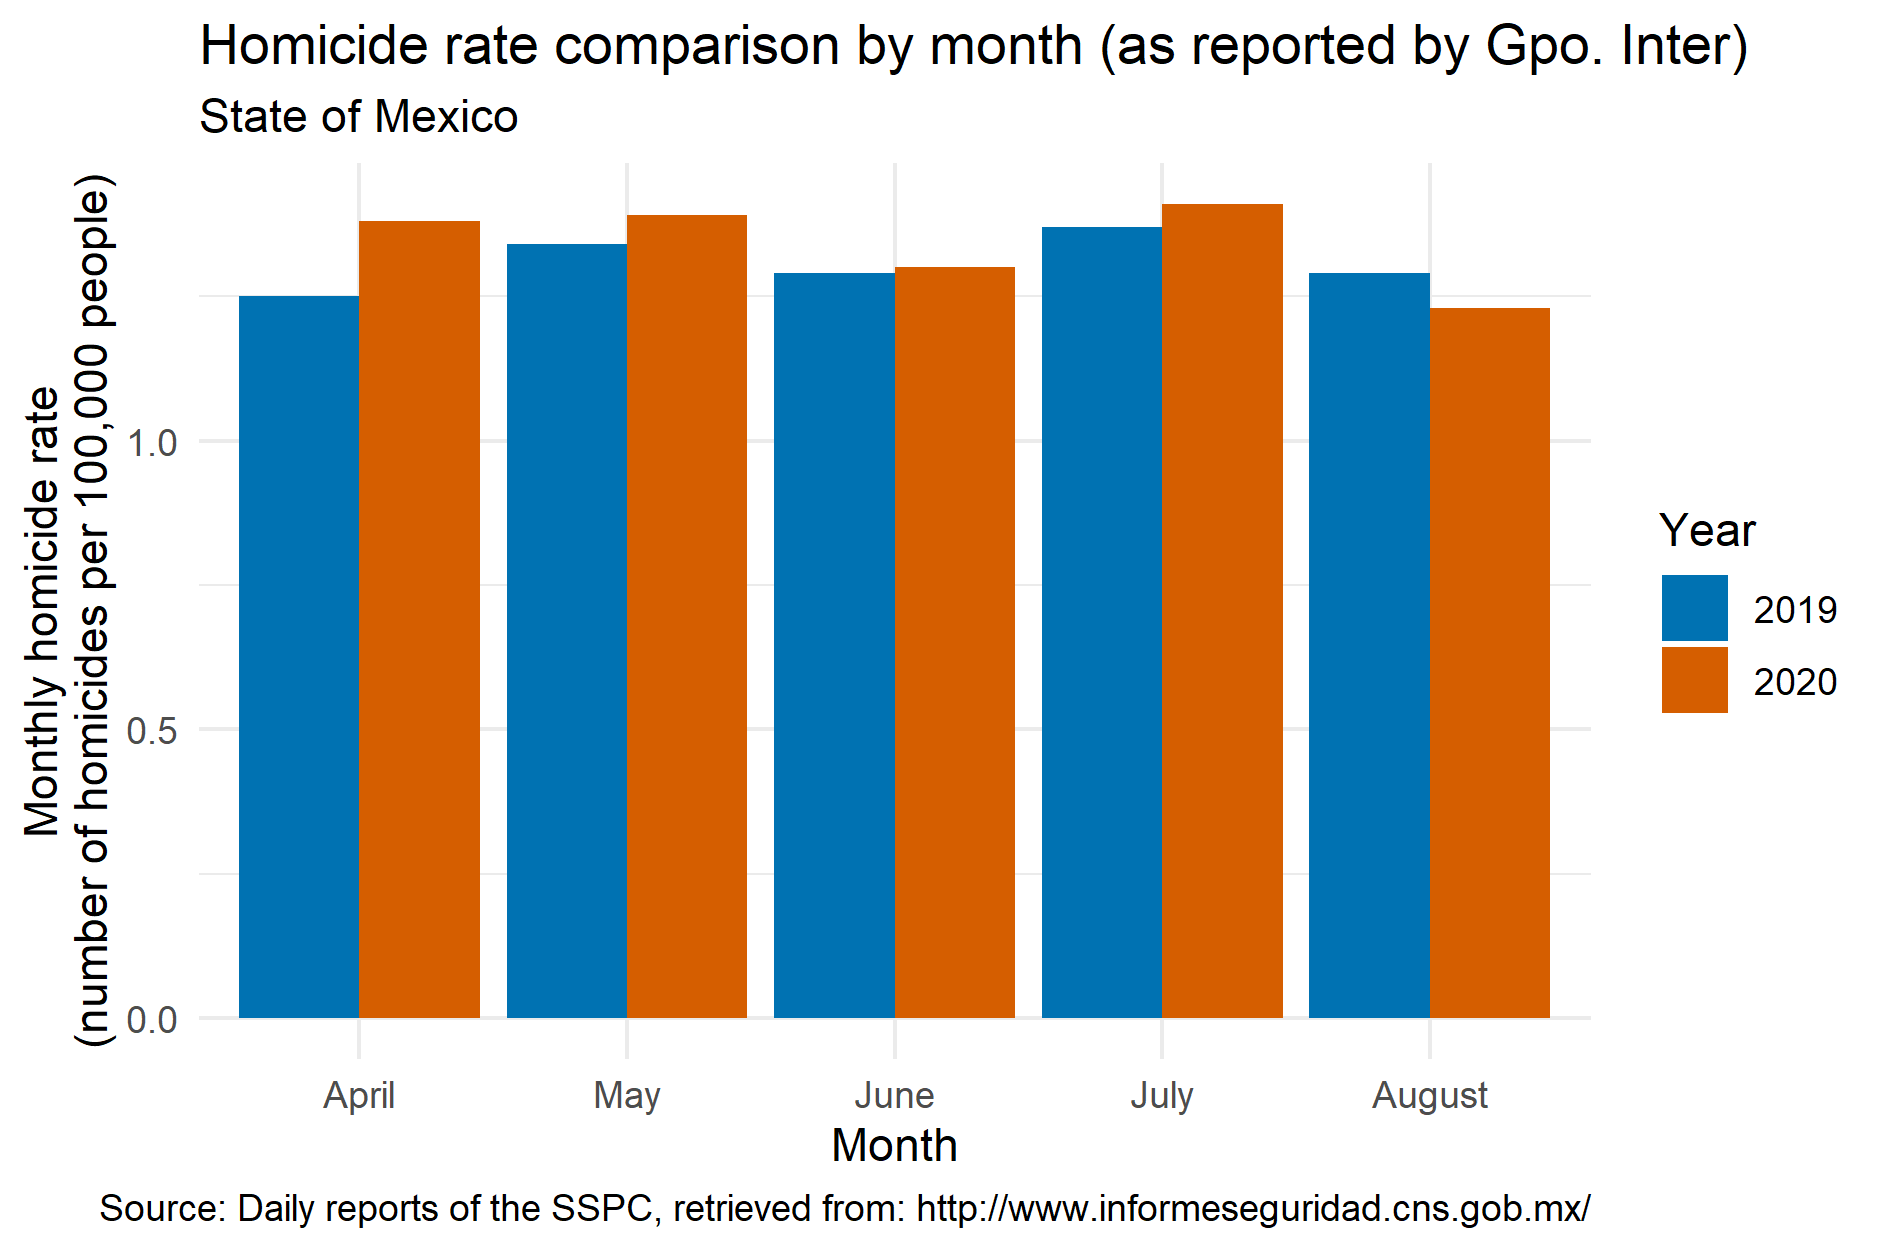 Homicide rate comparison by month (as reported by Gpo. Inter)
State of Mexico
Monthly homicide rate
(number of homicides per 100,000 people)
1.0
0.5
0.0
April
May
June
July
August
Month
Year
2019
2020
Source: Daily reports of the SSPC, retrieved from: http://www.informeseguridad.cns.gob.mx/